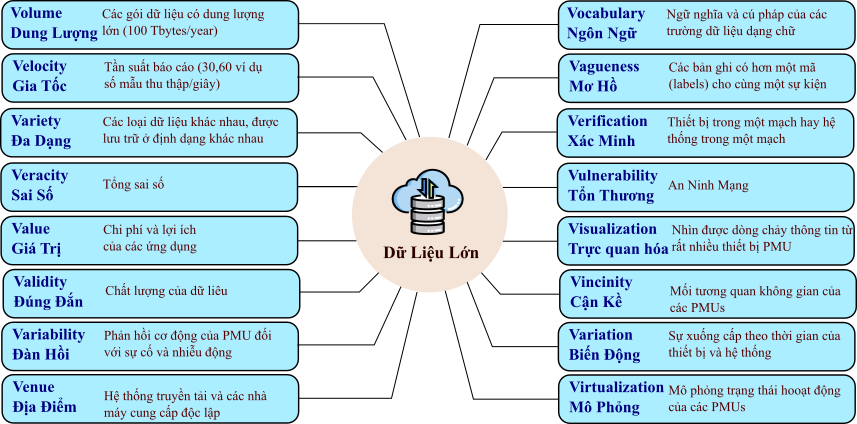 Volume
Dung Lượng
Các gói dữ liệu có dung lượng
lớn (100 Tbytes/year)
Velocity
Gia Tốc
Tần suất báo cáo (30,60 ví dụ
số mẫu thu thập/giây)
Variety
Đa Dạng
Các loại dữ liệu khác nhau, được
lưu trữ ở định dạng khác nhau
Veracity
Sai Số
Tổng sai số
Value
Giá Trị
Chi phí và lợi ích
của các ứng dụng
Validity
Đúng Đắn
Chất lượng của dữ liêu
Variability
Đàn Hồi
Phản hồi cơ động của PMU đối
với sự cố và nhiễu động
Venue
Địa Điểm
Hệ thống truyền tải và các nhà
máy cung cấp độc lập
Dữ Liệu Lớn
Vocabulary
Ngôn Ngữ
Ngữ nghĩa và cú pháp của các
trường dữ liệu dạng chữ
Vagueness
Mơ Hồ
Các bản ghi có hơn một mã
(labels) cho cùng một sự kiện
Verification
Xác Minh
Thiết bị trong một mạch hay hệ
thống trong một mạch
Vulnerability
Tổn Thương
An Ninh Mạng
Visualization
Trực quan hóa
Nhìn được dòng chảy thông tin từ
rất nhiều thiết bị PMU
Vincinity
Cận Kề
Mối tương quan không gian của
các PMUs
Variation
Biến Động
Sự xuống cấp theo thời gian của
thiết bị và hệ thống
Virtualization
Mô Phỏng
Mô phỏng trạng thái hooạt động
của các PMUs